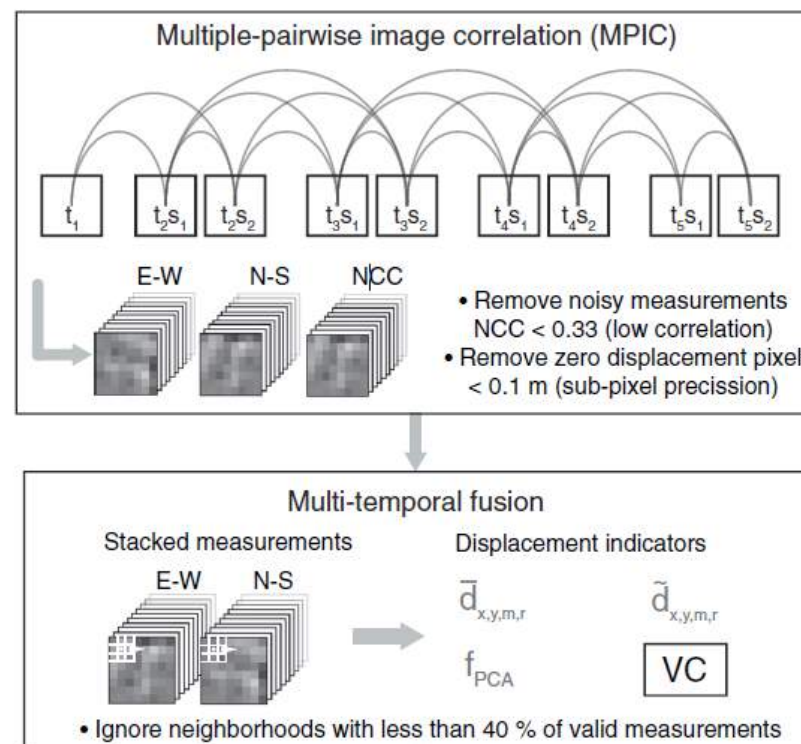 Multiple-pairwise image correlation (MPIC)
t₁ t₂s₁ t₂s₂ t₃s₁ t₃s₂ t₄s₁ t₄s₂ t₅s₁ t₅s₂
E-W N-S NCC
• Remove noisy measurements
NCC < 0.33 (low correlation)
• Remove zero displacement pixel
< 0.1 m (sub-pixel precission)
Multi-temporal fusion
Stacked measurements
E-W N-S
Displacement indicators
d̅x,y,m,r d̃x,y,m,r
fPCA VC
• Ignore neighborhoods with less than 40 % of valid measurements